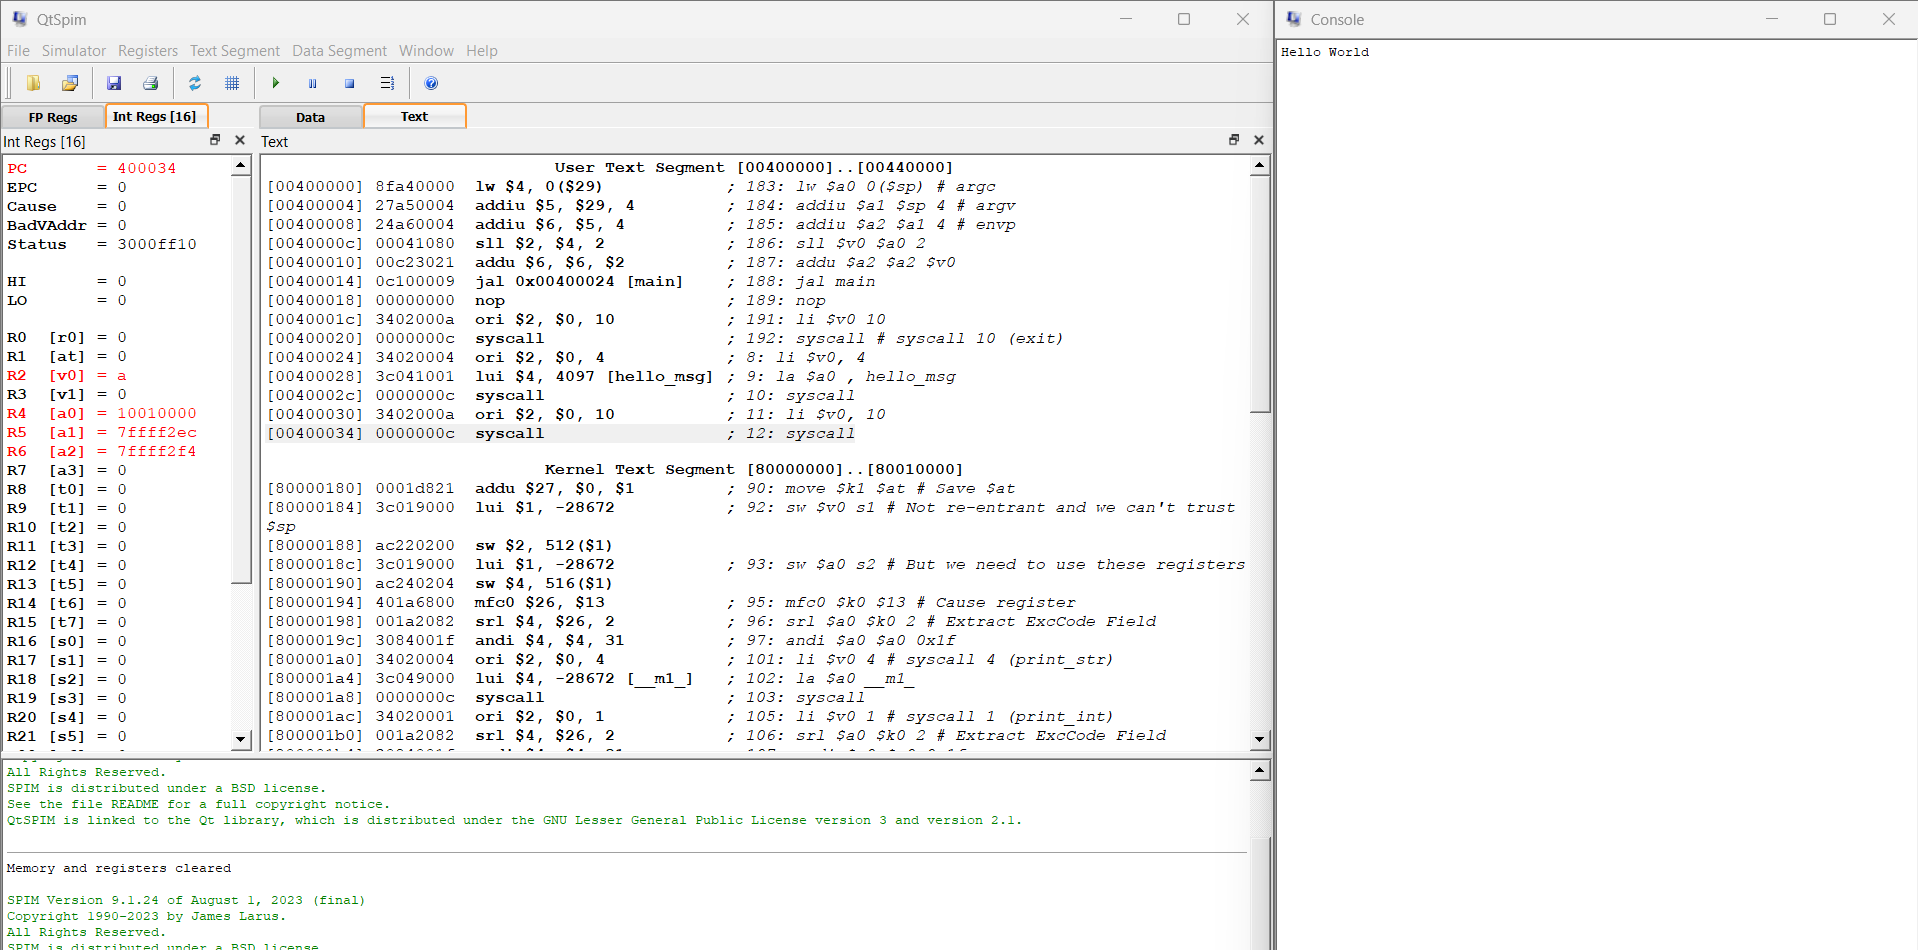 QtSpim
File Simulator Registers Text Segment Data Segment Window Help
FP Regs
Int Regs [16]
Data
Text
Int Regs [16]
PC = 400034
EPC = 0
Cause = 0
BadVAddr = 0
Status = 3000ff10
HI = 0
LO = 0
R0 [r0] = 0
R1 [at] = 0
R2 [v0] = a
R3 [v1] = 0
R4 [a0] = 10010000
R5 [a1] = 7ffff2ec
R6 [a2] = 7ffff2f4
R7 [a3] = 0
R8 [t0] = 0
R9 [t1] = 0
R10 [t2] = 0
R11 [t3] = 0
R12 [t4] = 0
R13 [t5] = 0
R14 [t6] = 0
R15 [t7] = 0
R16 [s0] = 0
R17 [s1] = 0
R18 [s2] = 0
R19 [s3] = 0
R20 [s4] = 0
R21 [s5] = 0
Text
User Text Segment [00400000]..[00440000]
[00400000] 8fa40000 lw $4, 0($29) ; 183: lw $a0 0($sp) # argc
[00400004] 27a50004 addiu $5, $29, 4 ; 184: addiu $a1 $sp 4 # argv
[00400008] 24a60004 addiu $6, $5, 4 ; 185: addiu $a2 $a1 4 # envp
[0040000c] 00041080 sll $2, $4, 2 ; 186: sll $v0 $a0 2
[00400010] 00c23021 addu $6, $6, $2 ; 187: addu $a2 $a2 $v0
[00400014] 0c100009 jal 0x00400024 [main] ; 188: jal main
[00400018] 00000000 nop ; 189: nop
[0040001c] 3402000a ori $2, $0, 10 ; 191: li $v0 10
[00400020] 0000000c syscall ; 192: syscall # syscall 10 (exit)
[00400024] 34020004 ori $2, $0, 4 ; 8: li $v0, 4
[00400028] 3c041001 lui $4, 4097 [hello_msg] ; 9: la $a0 , hello_msg
[0040002c] 0000000c syscall ; 10: syscall
[00400030] 3402000a ori $2, $0, 10 ; 11: li $v0, 10
[00400034] 0000000c syscall ; 12: syscall
Kernel Text Segment [80000000]..[80010000]
[80000180] 0001d821 addu $27, $0, $1 ; 90: move $k1 $at # Save $at
[80000184] 3c019000 lui $1, -28672 ; 92: sw $v0 s1 # Not re-entrant and we can't trust
$sp
[80000188] ac220200 sw $2, 512($1)
[8000018c] 3c019000 lui $1, -28672 ; 93: sw $a0 s2 # But we need to use these registers
[80000190] ac240204 sw $4, 516($1)
[80000194] 401a6800 mfc0 $26, $13 ; 95: mfc0 $k0 $13 # Cause register
[80000198] 001a2082 srl $4, $26, 2 ; 96: srl $a0 $k0 2 # Extract ExcCode Field
[8000019c] 3084001f andi $4, $4, 31 ; 97: andi $a0 $a0 0x1f
[800001a0] 34020004 ori $2, $0, 4 ; 101: li $v0 4 # syscall 4 (print_str)
[800001a4] 3c049000 lui $4, -28672 [__m1_] ; 102: la $a0 __m1_
[800001a8] 0000000c syscall ; 103: syscall
[800001ac] 34020001 ori $2, $0, 1 ; 105: li $v0 1 # syscall 1 (print_int)
[800001b0] 001a2082 srl $4, $26, 2 ; 106: srl $a0 $k0 2 # Extract ExcCode Field
All Rights Reserved.
SPIM is distributed under a BSD license.
See the file README for a full copyright notice.
QtSPIM is linked to the Qt library, which is distributed under the GNU Lesser General Public License version 3 and version 2.1.
Memory and registers cleared
SPIM Version 9.1.24 of August 1, 2023 (final)
Copyright 1990-2023 by James Larus.
All Rights Reserved.
SPIM is distributed under a BSD license.
Console
Hello World